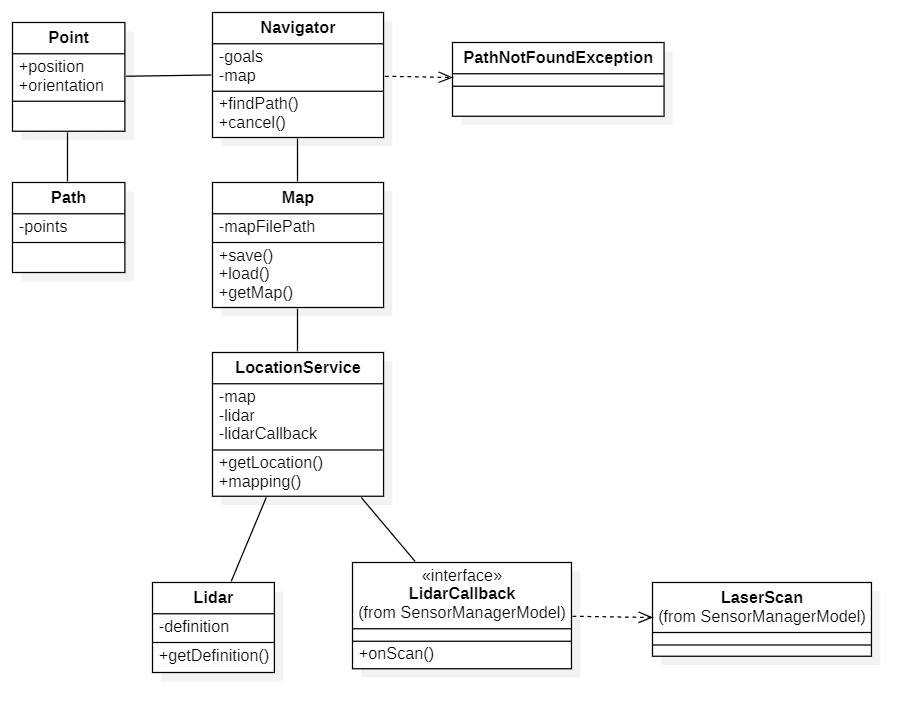 Point
+position
+orientation
Navigator
-goals
-map
+findPath()
+cancel()
PathNotFoundException
Path
-points
Map
-mapFilePath
+save()
+load()
+getMap()
LocationService
-map
-lidar
-lidarCallback
+getLocation()
+mapping()
Lidar
-definition
+getDefinition()
«interface»
LidarCallback
(from SensorManagerModel)
+onScan()
LaserScan
(from SensorManagerModel)